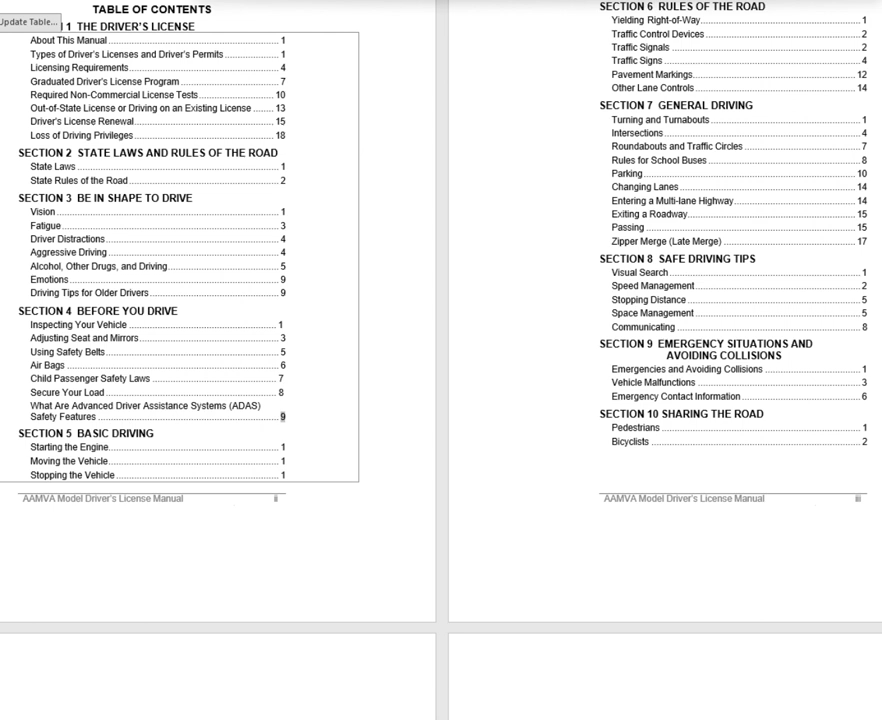 TABLE OF CONTENTS
Update Table...
1 THE DRIVER'S LICENSE
About This Manual ........ 1
Types of Driver's Licenses and Driver's Permits ........ 1
Licensing Requirements ........ 4
Graduated Driver's License Program ........ 7
Required Non-Commercial License Tests ........ 10
Out-of-State License or Driving on an Existing License ........ 13
Driver's License Renewal ........ 15
Loss of Driving Privileges ........ 18
SECTION 2 STATE LAWS AND RULES OF THE ROAD
State Laws ........ 1
State Rules of the Road ........ 2
SECTION 3 BE IN SHAPE TO DRIVE
Vision ........ 1
Fatigue ........ 3
Driver Distractions ........ 4
Aggressive Driving ........ 4
Alcohol, Other Drugs, and Driving ........ 5
Emotions ........ 9
Driving Tips for Older Drivers ........ 9
SECTION 4 BEFORE YOU DRIVE
Inspecting Your Vehicle ........ 1
Adjusting Seat and Mirrors ........ 3
Using Safety Belts ........ 5
Air Bags ........ 6
Child Passenger Safety Laws ........ 7
Secure Your Load ........ 8
What Are Advanced Driver Assistance Systems (ADAS)
Safety Features ........ 9
SECTION 5 BASIC DRIVING
Starting the Engine ........ 1
Moving the Vehicle ........ 1
Stopping the Vehicle ........ 1
AAMVA Model Driver's License Manual ii
SECTION 6 RULES OF THE ROAD
Yielding Right-of-Way ........ 1
Traffic Control Devices ........ 2
Traffic Signals ........ 2
Traffic Signs ........ 4
Pavement Markings ........ 12
Other Lane Controls ........ 14
SECTION 7 GENERAL DRIVING
Turning and Turnabouts ........ 1
Intersections ........ 4
Roundabouts and Traffic Circles ........ 7
Rules for School Buses ........ 8
Parking ........ 10
Changing Lanes ........ 14
Entering a Multi-lane Highway ........ 14
Exiting a Roadway ........ 15
Passing ........ 15
Zipper Merge (Late Merge) ........ 17
SECTION 8 SAFE DRIVING TIPS
Visual Search ........ 1
Speed Management ........ 2
Stopping Distance ........ 5
Space Management ........ 5
Communicating ........ 8
SECTION 9 EMERGENCY SITUATIONS AND
AVOIDING COLLISIONS
Emergencies and Avoiding Collisions ........ 1
Vehicle Malfunctions ........ 3
Emergency Contact Information ........ 6
SECTION 10 SHARING THE ROAD
Pedestrians ........ 1
Bicyclists ........ 2
AAMVA Model Driver's License Manual iii